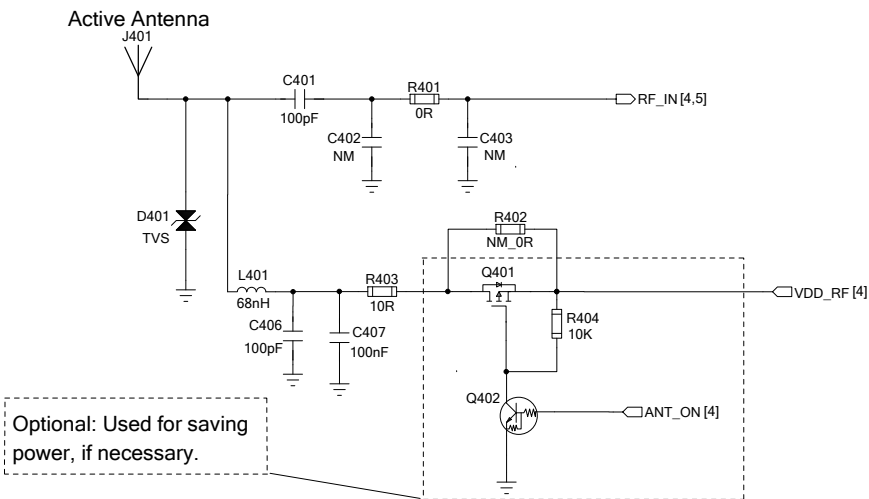 Active Antenna
J401
C401
100pF
R401
0R
RF_IN [4,5]
C402
NM
C403
NM
D401
TVS
R402
NM_0R
L401
68nH
R403
10R
Q401
VDD_RF [4]
C406
100pF
C407
100nF
R404
10K
Q402
ANT_ON [4]
Optional: Used for saving
power, if necessary.